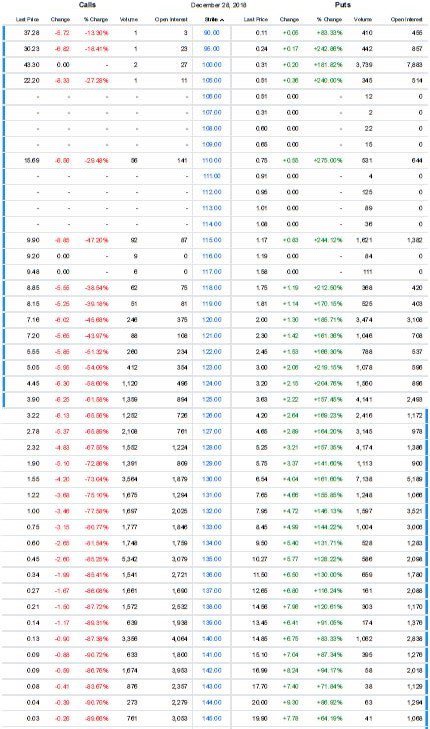 Calls December 28, 2018 Puts
Last Price Change % Change Volume Open Interest Strike Last Price Change % Change Volume Open Interest
37.28 -5.72 -13.30% 1 3 90.00 0.11 +0.05 +83.33% 410 455
30.23 -6.82 -18.41% 1 23 95.00 0.24 +0.17 +242.86% 442 857
43.30 0.00 - 2 27 100.00 0.31 +0.20 +181.82% 3,739 7,883
22.20 -8.33 -27.28% 1 11 105.00 0.51 +0.36 +240.00% 345 514
- - - - - 106.00 0.51 0.00 - 12 0
- - - - - 107.00 0.31 0.00 - 2 0
- - - - - 108.00 0.60 0.00 - 22 0
- - - - - 109.00 0.65 0.00 - 15 0
15.69 -6.56 -29.48% 56 141 110.00 0.75 +0.55 +275.00% 531 644
- - - - - 111.00 0.91 0.00 - 4 0
- - - - - 112.00 0.95 0.00 - 125 0
- - - - - 113.00 1.01 0.00 - 89 0
- - - - - 114.00 1.08 0.00 - 36 0
9.90 -8.85 -47.20% 92 87 115.00 1.17 +0.83 +244.12% 1,621 1,382
9.20 0.00 - 9 0 116.00 1.19 0.00 - 84 0
9.48 0.00 - 6 0 117.00 1.58 0.00 - 111 0
8.85 -5.55 -38.54% 62 75 118.00 1.75 +1.19 +212.50% 368 420
8.15 -5.25 -39.18% 51 81 119.00 1.81 +1.14 +170.15% 525 403
7.16 -6.02 -45.68% 246 375 120.00 2.00 +1.30 +185.71% 3,474 3,108
7.20 -5.65 -43.97% 88 108 121.00 2.30 +1.42 +161.36% 1,046 708
5.55 -5.85 -51.32% 260 234 122.00 2.45 +1.53 +166.30% 788 537
5.05 -5.95 -54.09% 412 354 123.00 3.00 +2.06 +219.15% 1,078 596
4.45 -6.30 -58.60% 1,120 496 124.00 3.20 +2.15 +204.76% 1,560 896
3.90 -6.25 -61.58% 1,359 894 125.00 3.63 +2.22 +157.45% 4,141 2,493
3.22 -6.13 -65.56% 1,252 726 126.00 4.20 +2.64 +169.23% 2,416 1,172
2.78 -5.37 -65.89% 2,108 761 127.00 4.65 +2.89 +164.20% 3,145 978
2.32 -4.83 -67.55% 1,552 1,224 128.00 5.25 +3.21 +157.35% 4,174 1,386
1.90 -5.10 -72.86% 1,391 809 129.00 5.75 +3.37 +141.60% 1,113 900
1.55 -4.20 -73.04% 3,564 1,879 130.00 6.54 +4.04 +161.60% 7,138 5,189
1.22 -3.68 -75.10% 1,675 1,294 131.00 7.65 +4.66 +155.85% 1,248 1,066
1.00 -3.46 -77.58% 1,697 2,025 132.00 7.95 +4.72 +146.13% 1,597 3,521
0.75 -3.15 -80.77% 1,777 1,846 133.00 8.45 +4.99 +144.22% 1,004 3,006
0.60 -2.65 -81.54% 1,748 1,759 134.00 9.50 +5.40 +131.71% 528 1,283
0.45 -2.60 -85.25% 5,342 3,079 135.00 10.27 +5.77 +128.22% 586 2,098
0.34 -1.99 -85.41% 1,541 2,721 136.00 11.50 +6.50 +130.00% 659 1,780
0.27 -1.67 -86.08% 1,661 1,690 137.00 12.65 +6.80 +116.24% 161 2,088
0.21 -1.50 -87.72% 1,572 2,532 138.00 14.56 +7.96 +120.61% 303 1,170
0.14 -1.17 -89.31% 639 1,938 139.00 13.45 +6.41 +91.05% 174 1,376
0.13 -0.90 -87.38% 3,356 4,064 140.00 14.85 +6.75 +83.33% 1,062 2,838
0.09 -0.88 -90.72% 633 1,800 141.00 15.10 +7.04 +87.34% 395 1,276
0.09 -0.59 -86.76% 1,674 3,953 142.00 16.99 +8.24 +94.17% 58 2,018
0.08 -0.41 -83.67% 876 2,357 143.00 17.70 +7.40 +71.84% 38 1,129
0.04 -0.39 -90.70% 273 2,279 144.00 20.00 +9.30 +86.92% 63 1,294
0.03 -0.26 -89.66% 761 3,053 145.00 19.90 +7.78 +64.19% 41 1,068